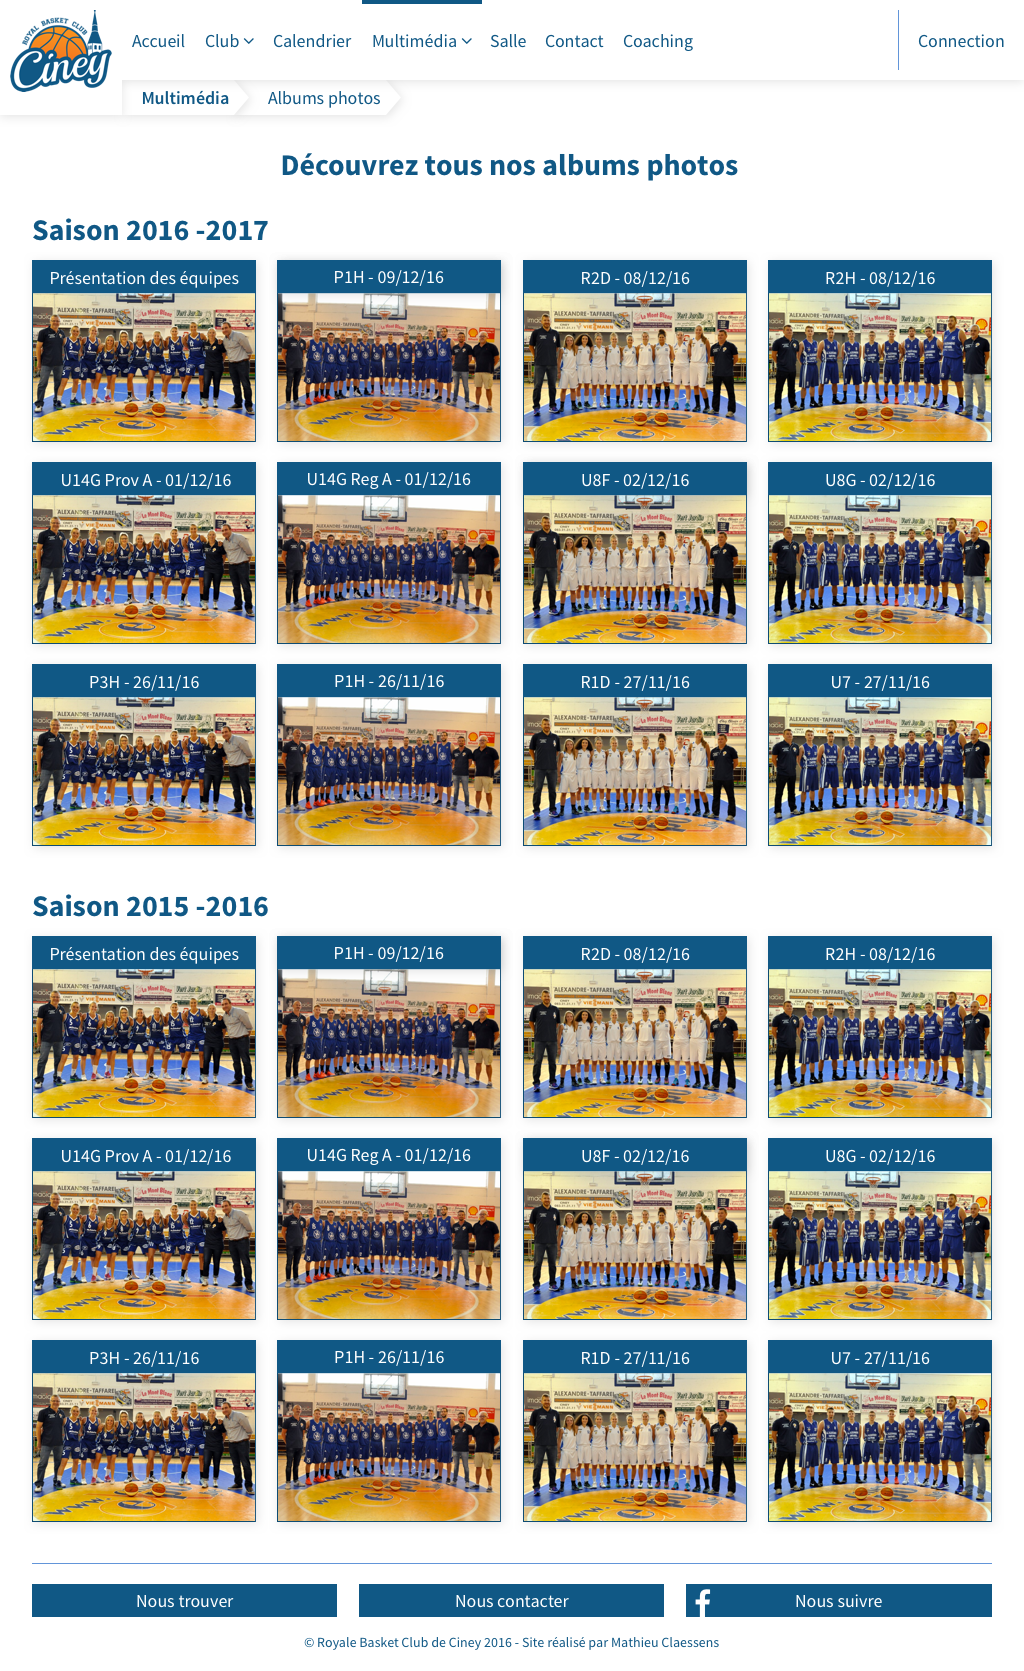 ROYAL BASKET CLUB
Ciney
Accueil
Club
Calendrier
Multimédia
Salle
Contact
Coaching
Connection
Multimédia
Albums photos
Découvrez tous nos albums photos
Saison 2016 -2017
Présentation des équipes
P1H - 09/12/16
R2D - 08/12/16
R2H - 08/12/16
U14G Prov A - 01/12/16
U14G Reg A - 01/12/16
U8F - 02/12/16
U8G - 02/12/16
P3H - 26/11/16
P1H - 26/11/16
R1D - 27/11/16
U7 - 27/11/16
Saison 2015 -2016
Présentation des équipes
P1H - 09/12/16
R2D - 08/12/16
R2H - 08/12/16
U14G Prov A - 01/12/16
U14G Reg A - 01/12/16
U8F - 02/12/16
U8G - 02/12/16
P3H - 26/11/16
P1H - 26/11/16
R1D - 27/11/16
U7 - 27/11/16
Nous trouver
Nous contacter
Nous suivre
© Royale Basket Club de Ciney 2016 - Site réalisé par Mathieu Claessens